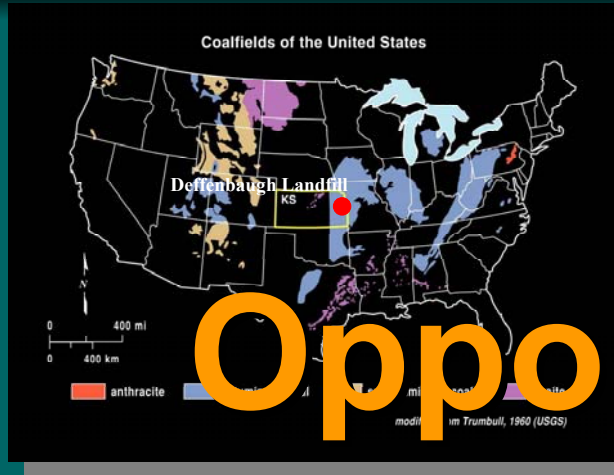 Coalfields of the United States
Deffenbaugh Landfill
KS
N
0 400 mi
0 400 km
Oppo
anthracite
Trumbull, 1960 (USGS)